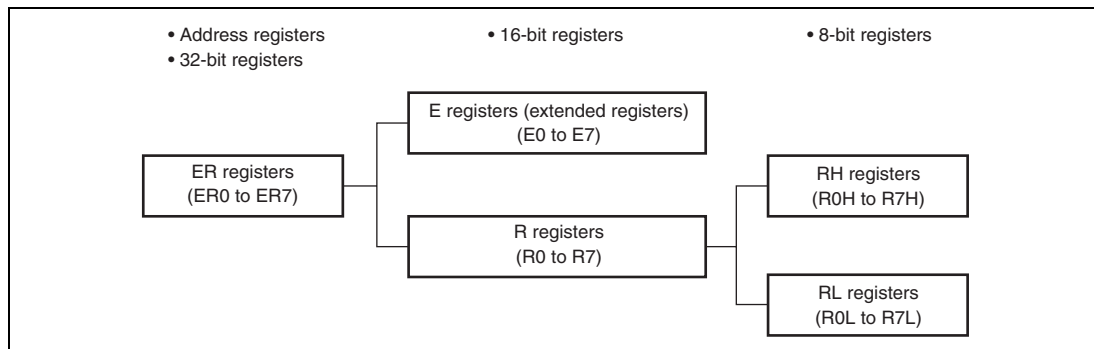 • Address registers
• 32-bit registers
• 16-bit registers
• 8-bit registers
E registers (extended registers)
(E0 to E7)
ER registers
(ER0 to ER7)
RH registers
(R0H to R7H)
R registers
(R0 to R7)
RL registers
(R0L to R7L)